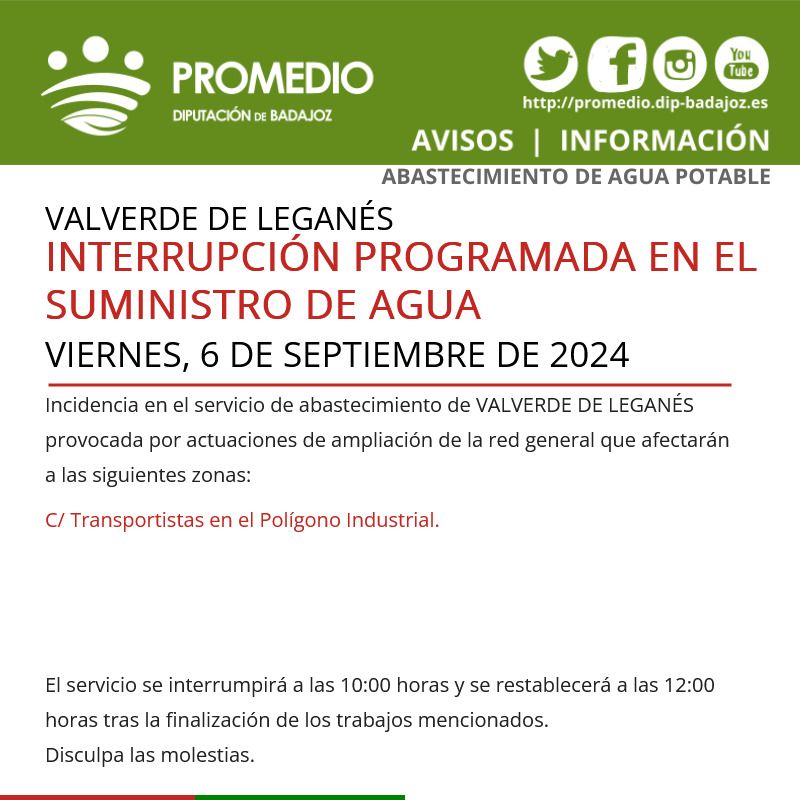 PROMEDIO
DIPUTACIÓN DE BADAJOZ
You
Tube
http://promedio.dip-badajoz.es
AVISOS | INFORMACIÓN
ABASTECIMIENTO DE AGUA POTABLE
VALVERDE DE LEGANÉS
INTERRUPCIÓN PROGRAMADA EN EL
SUMINISTRO DE AGUA
VIERNES, 6 DE SEPTIEMBRE DE 2024
Incidencia en el servicio de abastecimiento de VALVERDE DE LEGANÉS
provocada por actuaciones de ampliación de la red general que afectarán
a las siguientes zonas:
C/ Transportistas en el Polígono Industrial.
El servicio se interrumpirá a las 10:00 horas y se restablecerá a las 12:00
horas tras la finalización de los trabajos mencionados.
Disculpa las molestias.